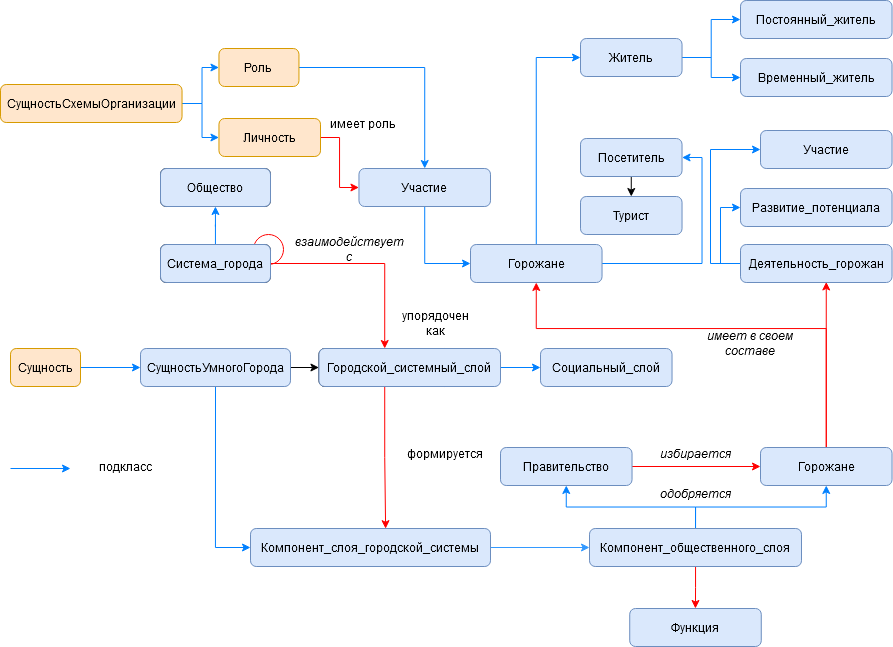 Постоянный_житель
Житель
Роль
Временный_житель
СущностьСхемыОрганизации
имеет роль
Личность
Участие
Посетитель
Общество
Участие
Развитие_потенциала
Турист
взаимодействует
с
Система_города
Горожане
Деятельность_горожан
упорядочен
как
имеет в своем
составе
Сущность
СущностьУмногоГорода
Городской_системный_слой
Социальный_слой
формируется
избирается
подкласс
Правительство
Горожане
одобряется
Компонент_слоя_городской_системы
Компонент_общественного_слоя
Функция